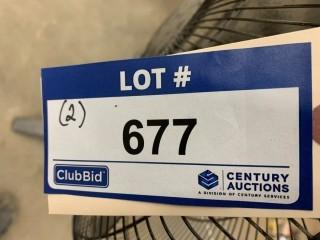 LOT #
(2)
677
ClubBid
CENTURY
AUCTIONS
A DIVISION OF CENTURY SERVICES